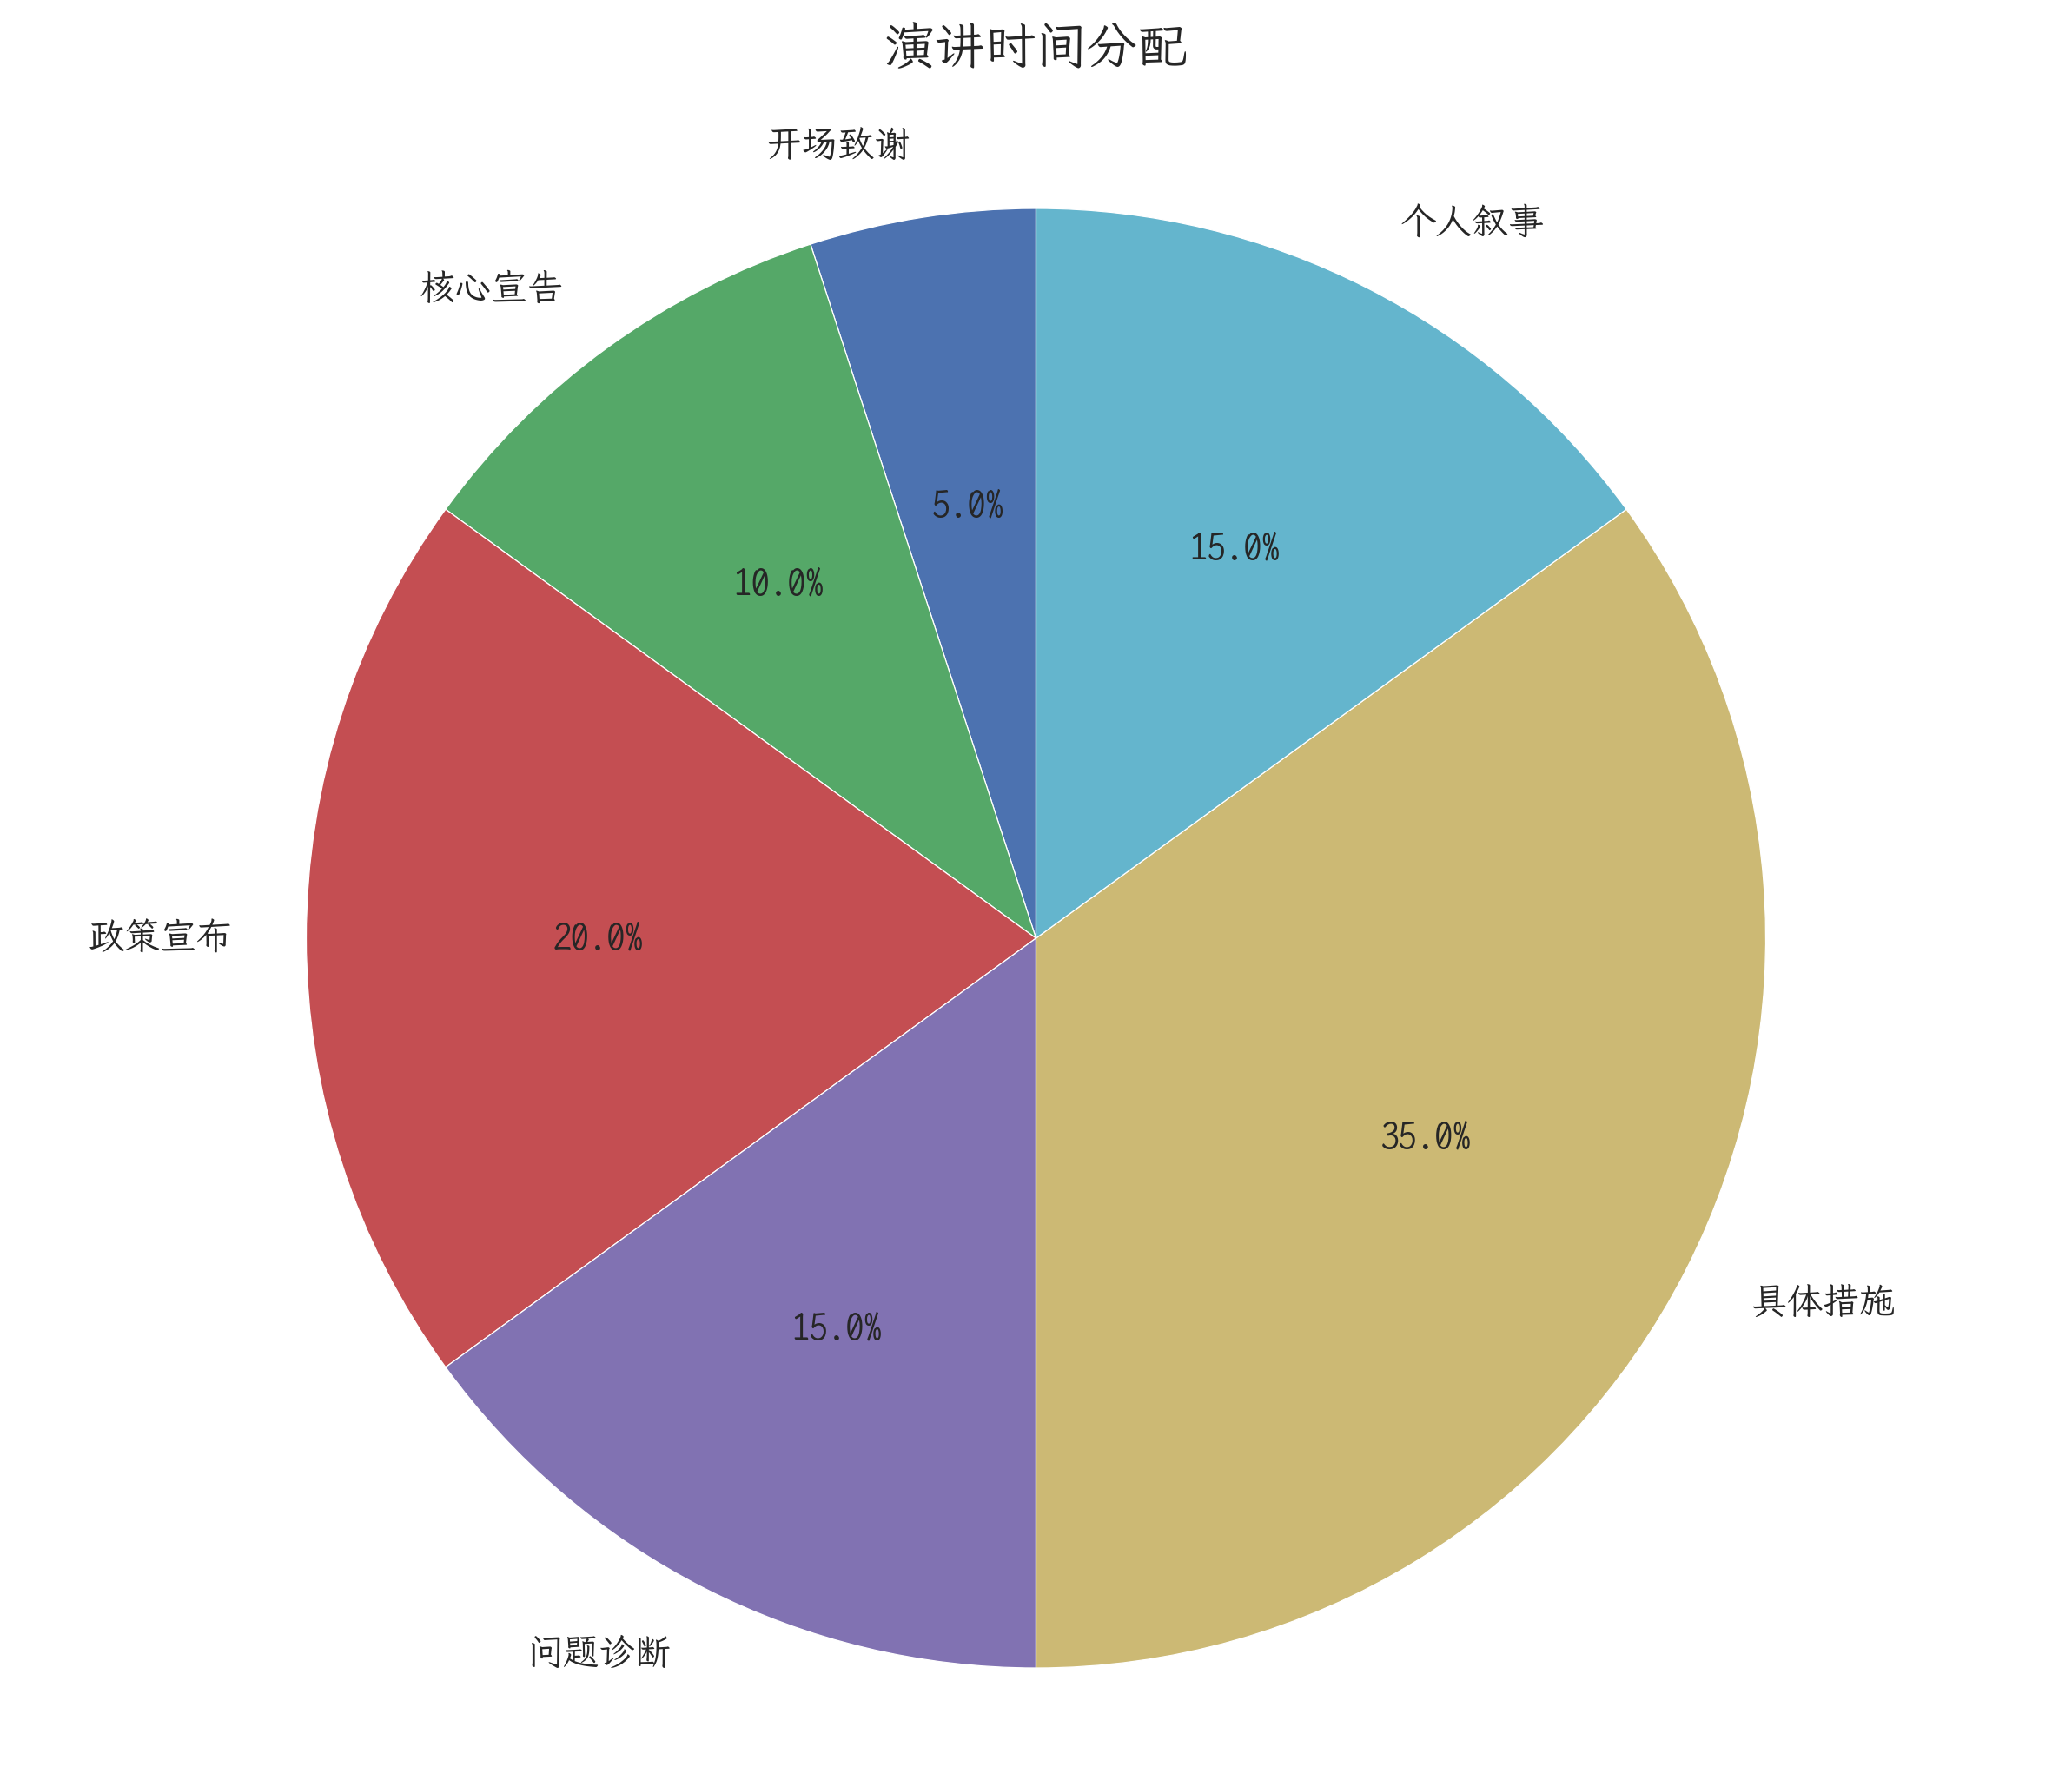 演讲时间分配
开场致谢
个人叙事
核心宣告
5.0%
15.0%
10.0%
政策宣布
20.0%
35.0%
具体措施
15.0%
问题诊断